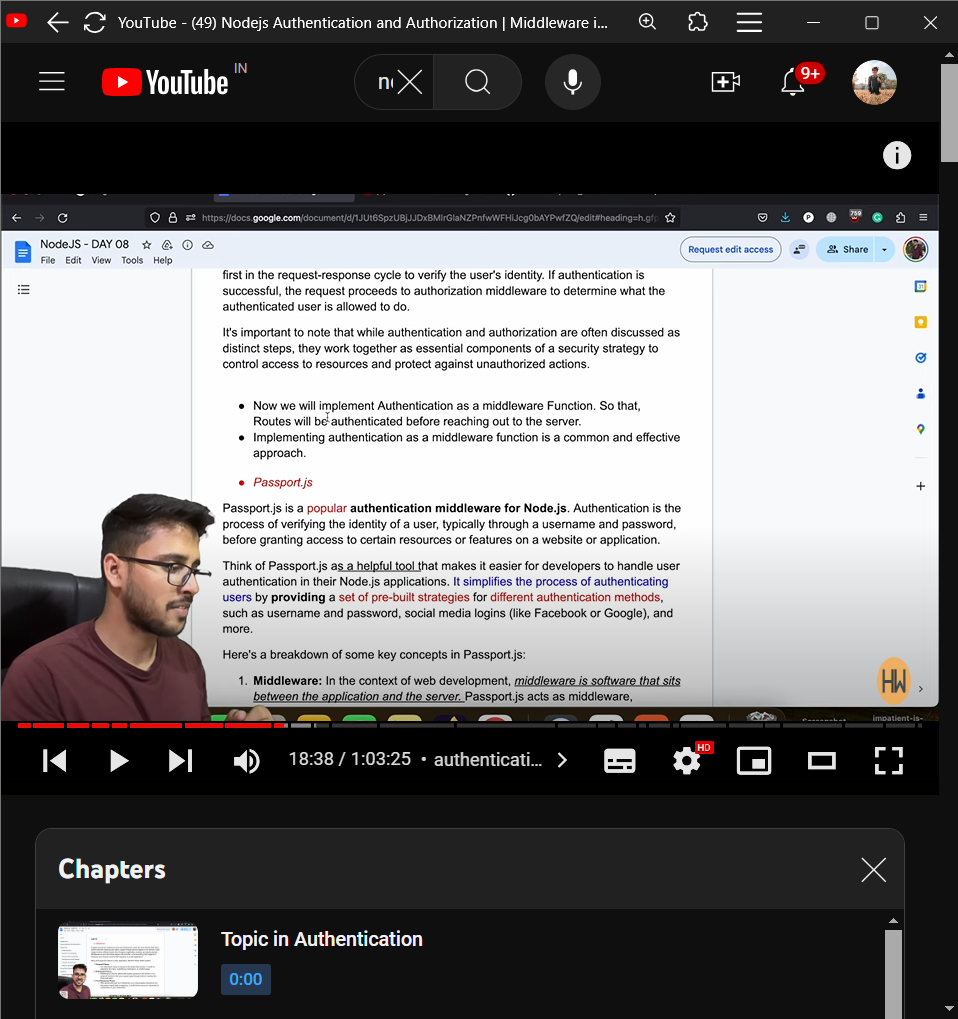 YouTube - (49) Nodejs Authentication and Authorization | Middleware i...
YouTube IN
9+
https://docs.google.com/document/d/1JUt6SpzUBjJJDxBMlrGlaNZPnfwWFHiJcg0bAYPwfZQ/edit#heading=h.gfp
NodeJS - DAY 08
File Edit View Tools Help
Request edit access
Share
first in the request-response cycle to verify the user's identity. If authentication is
successful, the request proceeds to authorization middleware to determine what the
authenticated user is allowed to do.
It's important to note that while authentication and authorization are often discussed as
distinct steps, they work together as essential components of a security strategy to
control access to resources and protect against unauthorized actions.
● Now we will implement Authentication as a middleware Function. So that,
Routes will be authenticated before reaching out to the server.
● Implementing authentication as a middleware function is a common and effective
approach.
● Passport.js
Passport.js is a popular authentication middleware for Node.js. Authentication is the
process of verifying the identity of a user, typically through a username and password,
before granting access to certain resources or features on a website or application.
Think of Passport.js as a helpful tool that makes it easier for developers to handle user
authentication in their Node.js applications. It simplifies the process of authenticating
users by providing a set of pre-built strategies for different authentication methods,
such as username and password, social media logins (like Facebook or Google), and
more.
Here's a breakdown of some key concepts in Passport.js:
1. Middleware: In the context of web development, middleware is software that sits
between the application and the server. Passport.js acts as middleware,
HW
18:38 / 1:03:25 • authenticati...
HD
Chapters
Topic in Authentication
0:00